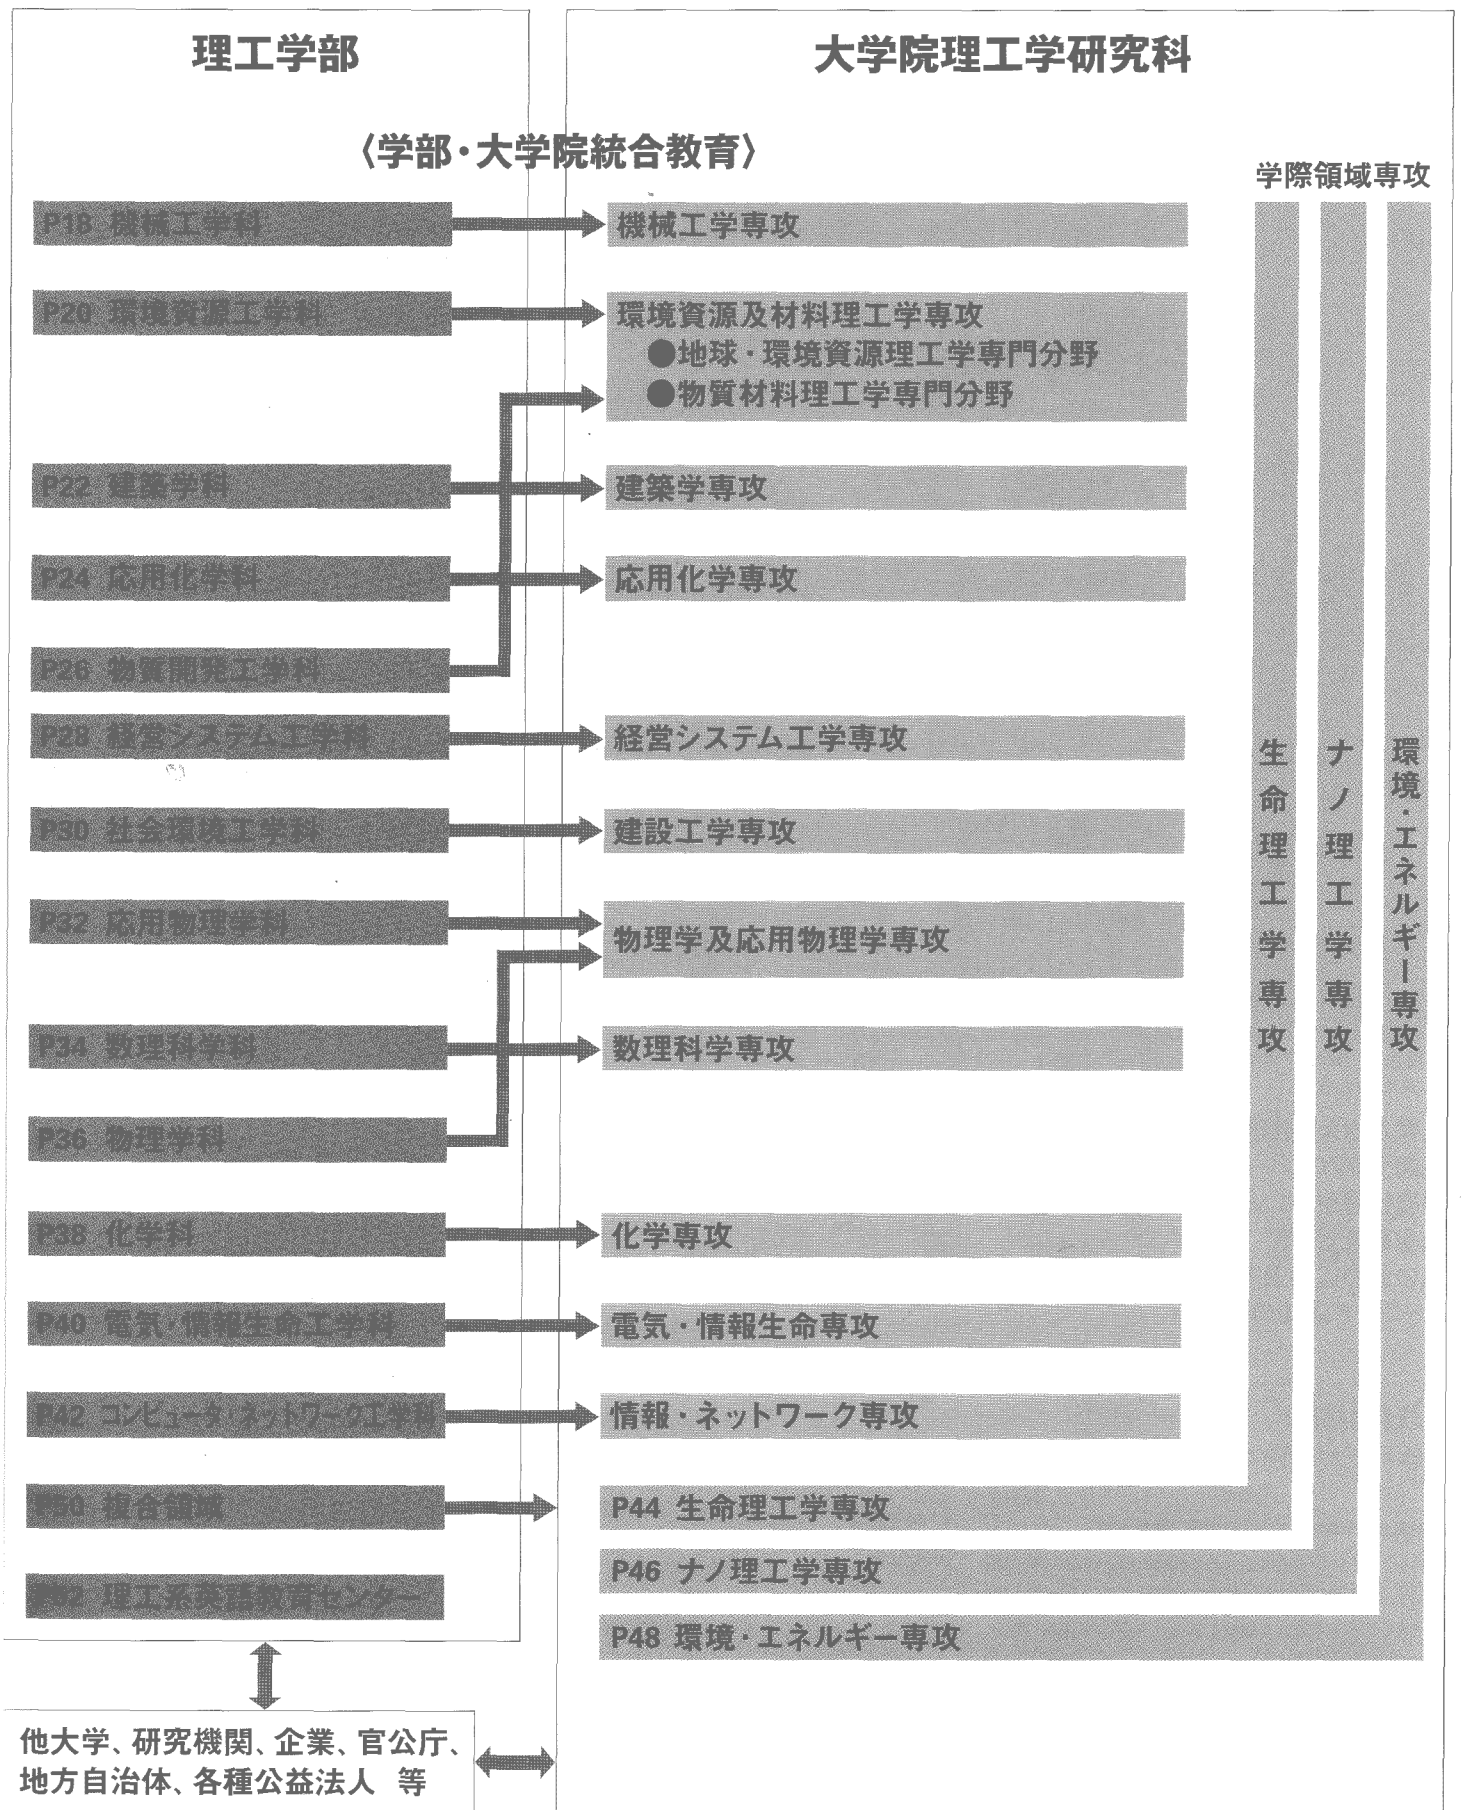 理工学部
大学院理工学研究科
〈学部・大学院統合教育〉
学際領域専攻
P18 機械工学科
機械工学専攻
P20 環境資源工学科
環境資源及材料理工学専攻
●地球・環境資源理工学専門分野
●物質材料理工学専門分野
P22 建築学科
建築学専攻
P24 応用化学科
応用化学専攻
P26 物質開発工学科
P28 経営システム工学科
経営システム工学専攻
P30 社会環境工学科
建設工学専攻
P32 応用物理学科
物理学及応用物理学専攻
P34 数理科学科
数理科学専攻
P36 物理学科
P38 化学科
化学専攻
P40 電気・情報生命工学科
電気・情報生命専攻
P42 コンピュータ・ネットワーク工学科
情報・ネットワーク専攻
P50 複合領域
P52 理工系英語教育センター
生命理工学専攻
ナノ理工学専攻
環境・エネルギー専攻
P44 生命理工学専攻
P46 ナノ理工学専攻
P48 環境・エネルギー専攻
他大学、研究機関、企業、官公庁、
地方自治体、各種公益法人 等